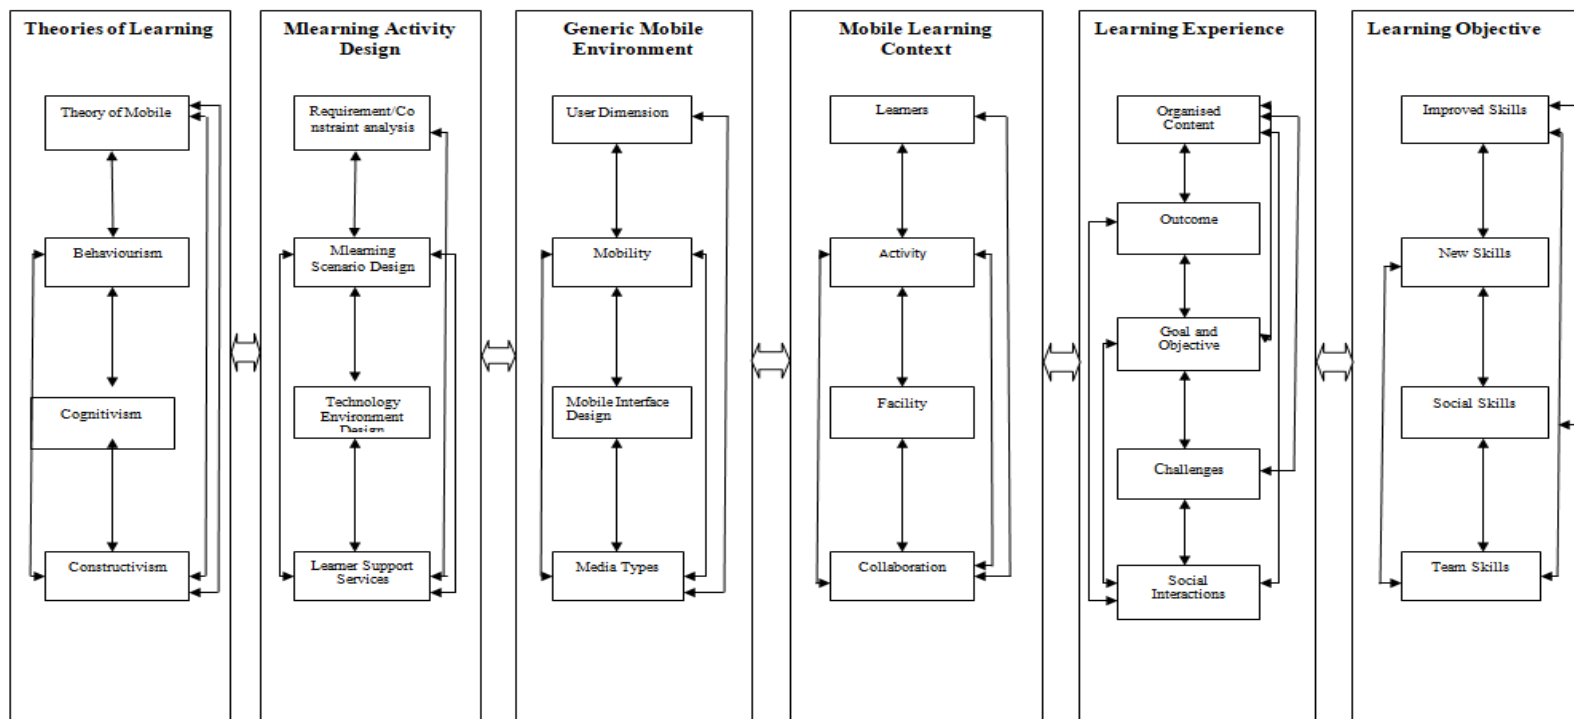 Theories of Learning
Theory of Mobile
Behaviourism
Cognitivism
Constructivism
Mlearning Activity
Design
Requirement/Co
nstraint analysis
Mlearning
Scenario Design
Technology
Environment
Design
Learner Support
Services
Generic Mobile
Environment
User Dimension
Mobility
Mobile Interface
Design
Media Types
Mobile Learning
Context
Learners
Activity
Facility
Collaboration
Learning Experience
Organised
Content
Outcome
Goal and
Objective
Challenges
Social
Interactions
Learning Objective
Improved Skills
New Skills
Social Skills
Team Skills